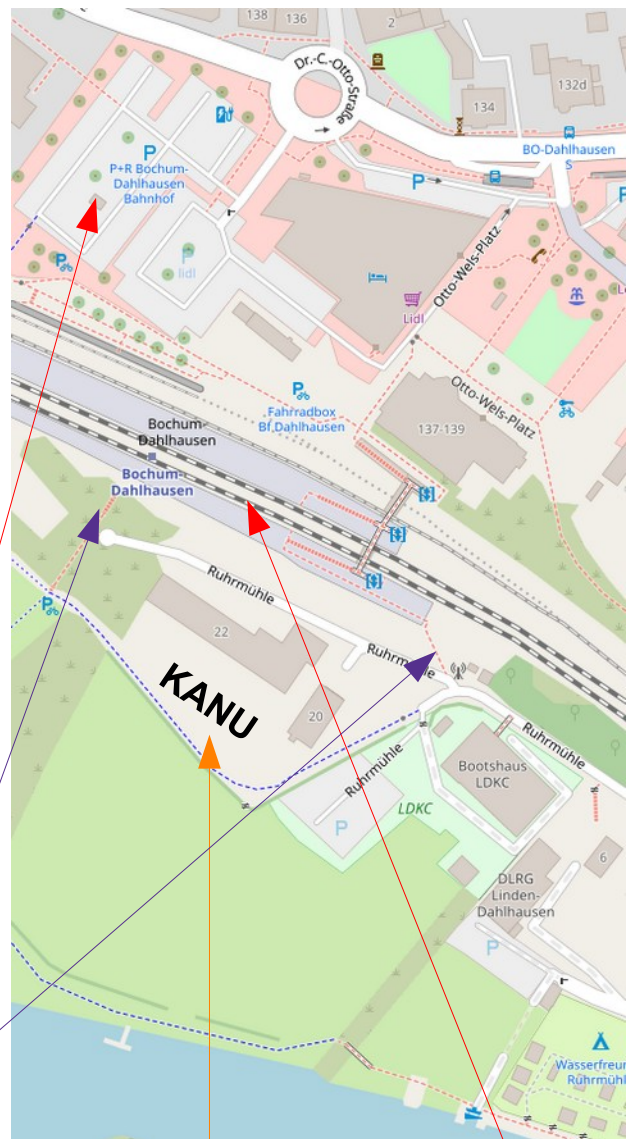 138
136
2
Dr.-C.-Otto-Straße
134
132d
BO-Dahlhausen
S
P
P+R Bochum-
Dahlhausen
Bahnhof
P
P
P
lidl
P
Otto-Wels-Platz
Lidl
P
Fahrradbox
Bf.Dahlhausen
Otto-Wels-Platz
137-139
Bochum-
Dahlhausen
Bochum-
Dahlhausen
Ruhrmühle
P
22
Ruhrmühle
KANU
20
Ruhrmühle
Bootshaus
LDKC
Ruhrmühle
LDKC
P
6
DLRG
Linden-
Dahlhausen
P
Wasserfreun
Ruhrmühl